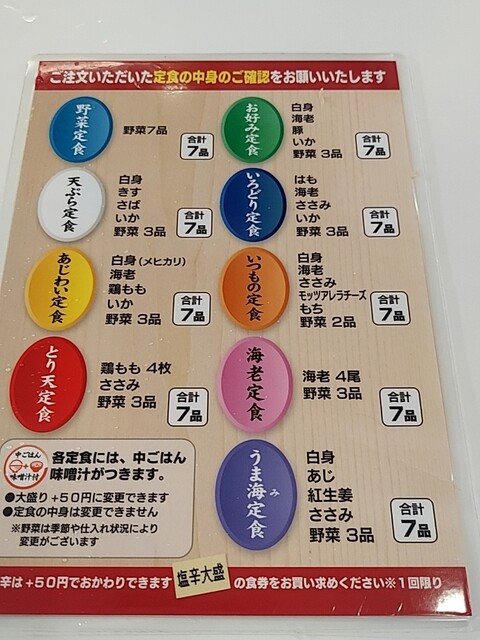 ご注文いただいた定食の中身のご確認をお願いいたします
野菜定食
野菜7品
合計
7品
お好み定食
白身
海老
豚
いか
野菜 3品
合計
7品
天ぷら定食
白身
きす
さば
いか
野菜 3品
合計
7品
いろどり定食
はも
海老
ささみ
いか
野菜 3品
合計
7品
あじわい定食
白身(メヒカリ)
海老
鶏もも
いか
野菜 3品
合計
7品
いつもの定食
白身
海老
ささみ
モッツアレラチーズ
もち
野菜 2品
合計
7品
とり天定食
鶏もも 4枚
ささみ
野菜 3品
合計
7品
海老定食
海老 4尾
野菜 3品
合計
7品
うま海定食
み
白身
あじ
紅生姜
ささみ
野菜 3品
合計
7品
中ごはん
味噌汁付
各定食には、中ごはん
味噌汁がつきます。
●大盛り+50円に変更できます
●定食の中身は変更できません
※野菜は季節や仕入れ状況により
変更がございます
辛は+50円でおかわりできます 塩辛大盛 の食券をお買い求めください※1回限り